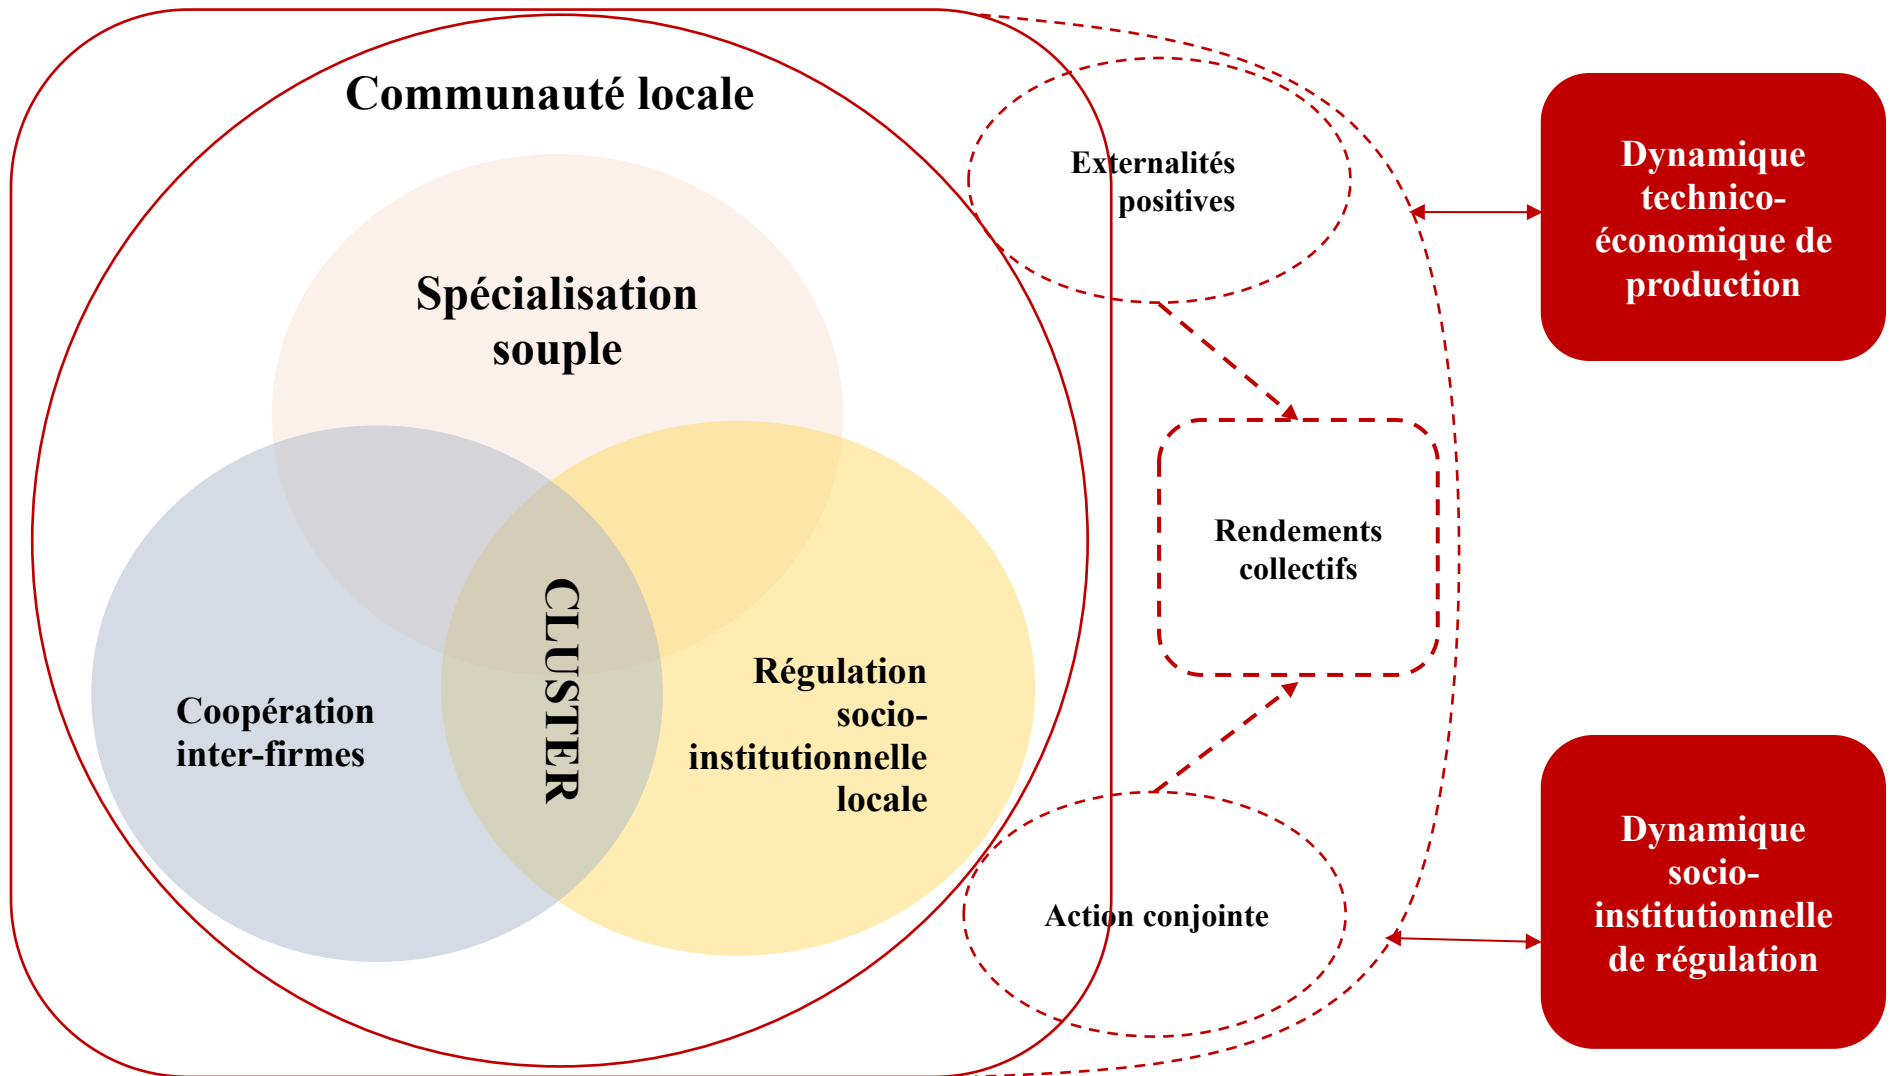 Communauté locale
Spécialisation
souple
Coopération
inter-firmes
CLUSTER
Régulation
socio-
institutionnelle
locale
Externalités
positives
Rendements
collectifs
Action conjointe
Dynamique
technico-
économique de
production
Dynamique
socio-
institutionnelle
de régulation